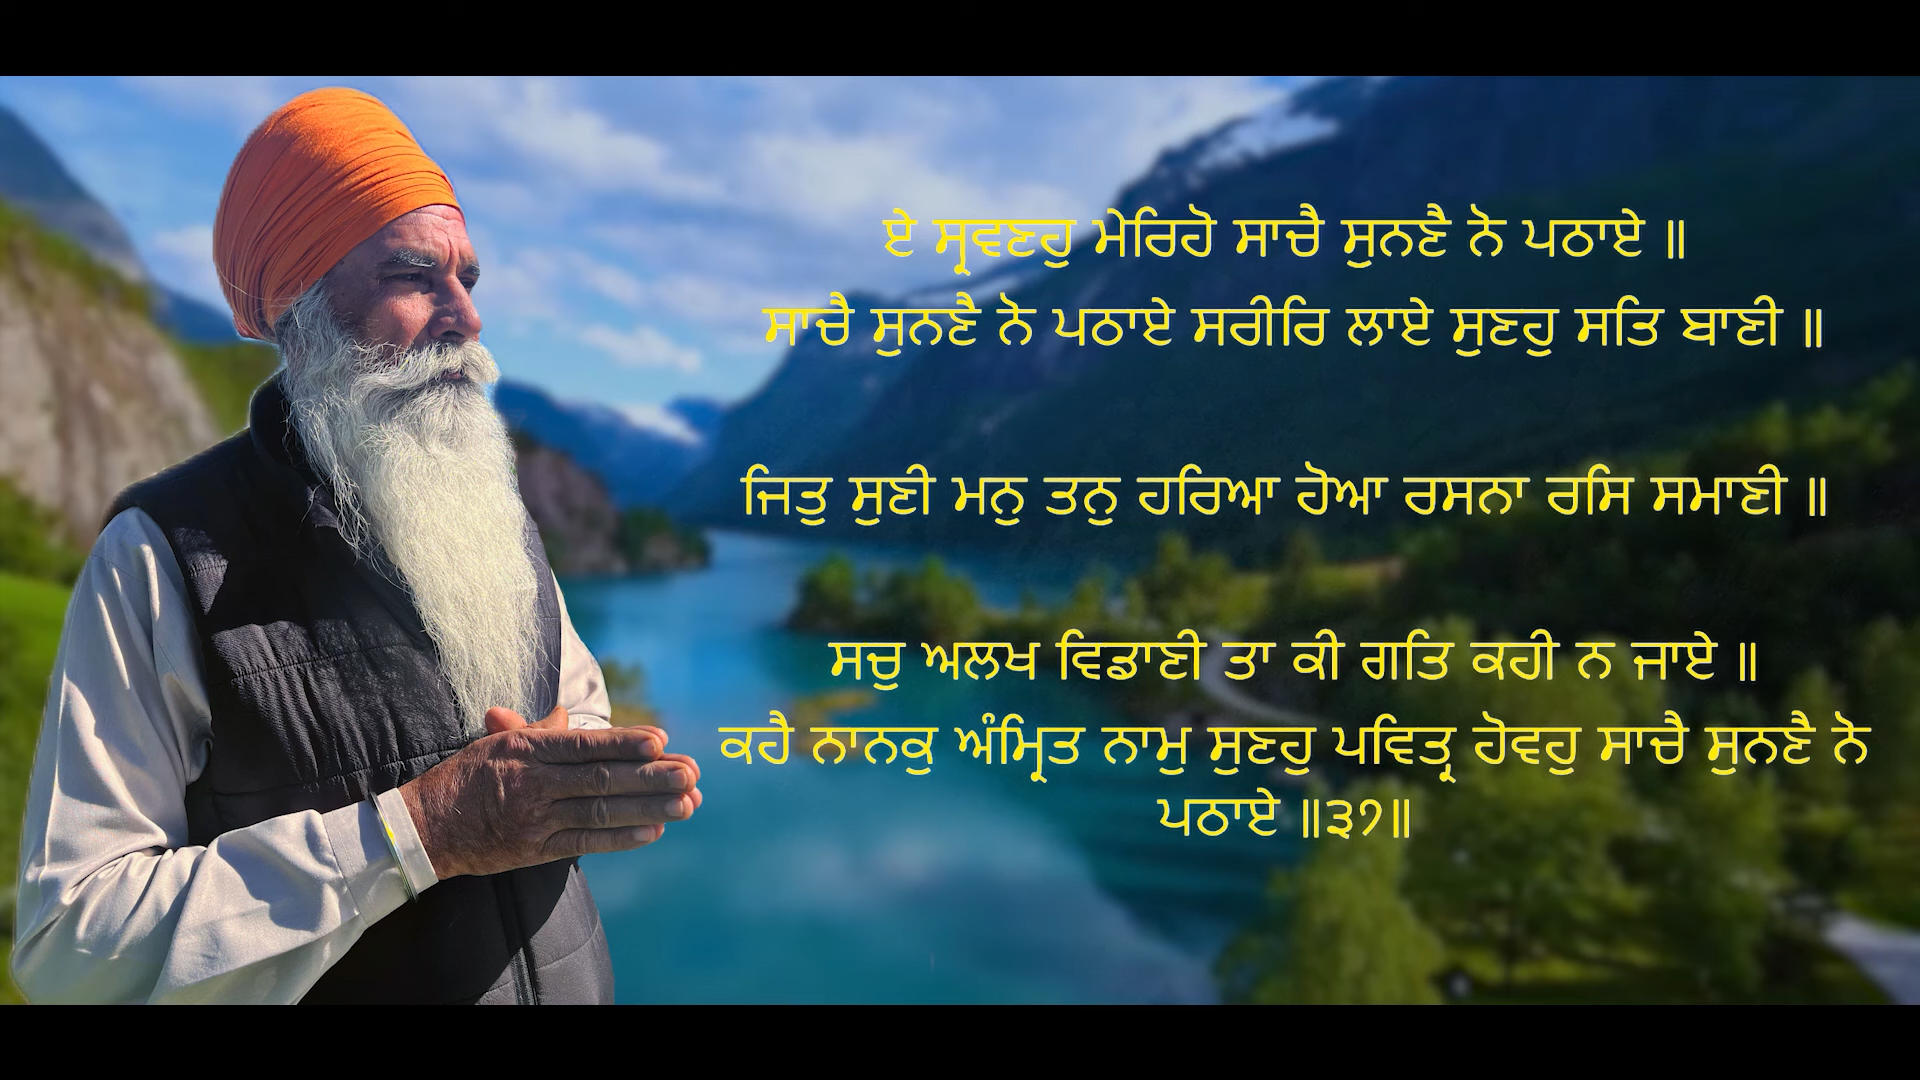 ਏ ਸ੍ਰਵਣਹੁ ਮੇਰਿਹੋ ਸਾਚੈ ਸੁਨਣੈ ਨੋ ਪਠਾਏ ॥
ਸਾਚੈ ਸੁਨਣੈ ਨੋ ਪਠਾਏ ਸਰੀਰਿ ਲਾਏ ਸੁਣਹੁ ਸਤਿ ਬਾਣੀ ॥
ਜਿਤੁ ਸੁਣੀ ਮਨੁ ਤਨੁ ਹਰਿਆ ਹੋਆ ਰਸਨਾ ਰਸਿ ਸਮਾਣੀ ॥
ਸਚੁ ਅਲਖ ਵਿਡਾਣੀ ਤਾ ਕੀ ਗਤਿ ਕਹੀ ਨ ਜਾਏ ॥
ਕਹੈ ਨਾਨਕੁ ਅੰਮ੍ਰਿਤ ਨਾਮੁ ਸੁਣਹੁ ਪਵਿਤ੍ਰ ਹੋਵਹੁ ਸਾਚੈ ਸੁਨਣੈ ਨੋ
ਪਠਾਏ ॥੩੭॥